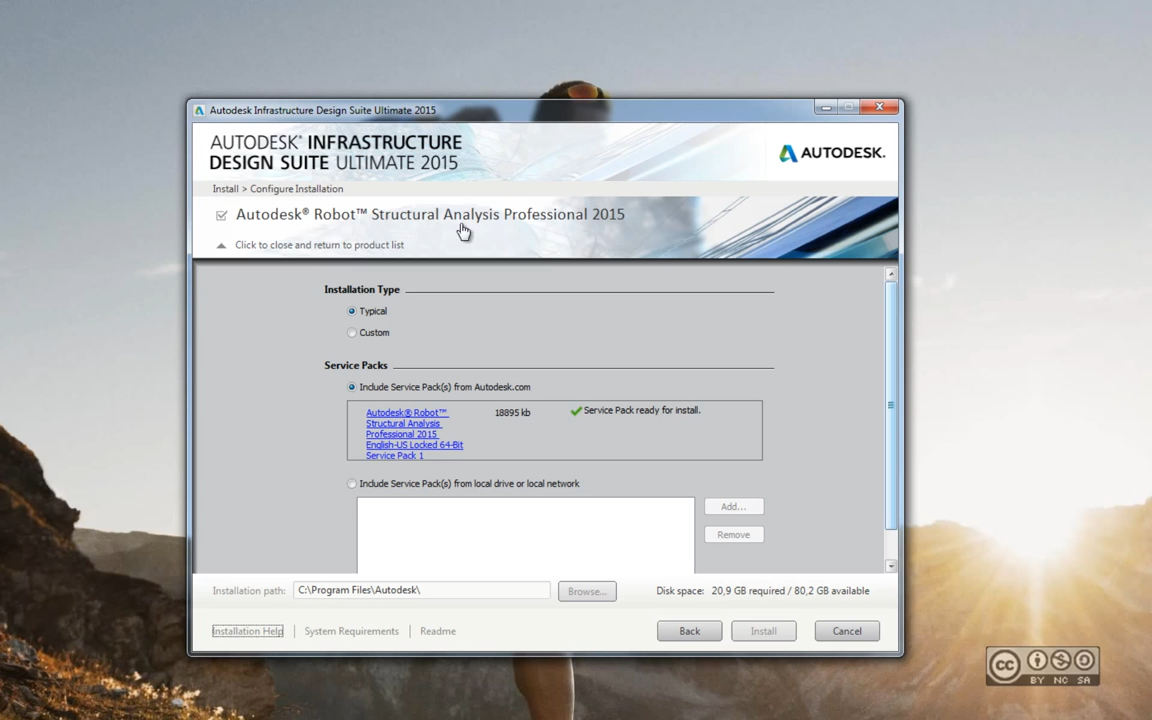 Autodesk Infrastructure Design Suite Ultimate 2015
AUTODESK® INFRASTRUCTURE
DESIGN SUITE ULTIMATE 2015
AUTODESK.
Install > Configure Installation
Autodesk® Robot™ Structural Analysis Professional 2015
Click to close and return to product list
Installation Type
Typical
Custom
Service Packs
Include Service Pack(s) from Autodesk.com
Autodesk® Robot™ 18895 kb Service Pack ready for install.
Structural Analysis
Professional 2015
English-US Locked 64-Bit
Service Pack 1
Include Service Pack(s) from local drive or local network
Add...
Remove
Installation path: C:\Program Files\Autodesk\ Browse... Disk space: 20,9 GB required / 80,2 GB available
Installation Help System Requirements Readme Back Install Cancel
cc
BY NC SA